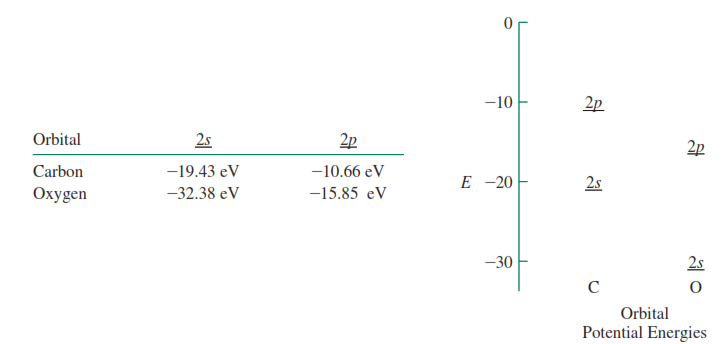 Orbital 2s 2p
Carbon −19.43 eV −10.66 eV
Oxygen −32.38 eV −15.85 eV
0
−10
E −20
−30
2p
2p
2s
2s
C O
Orbital
Potential Energies